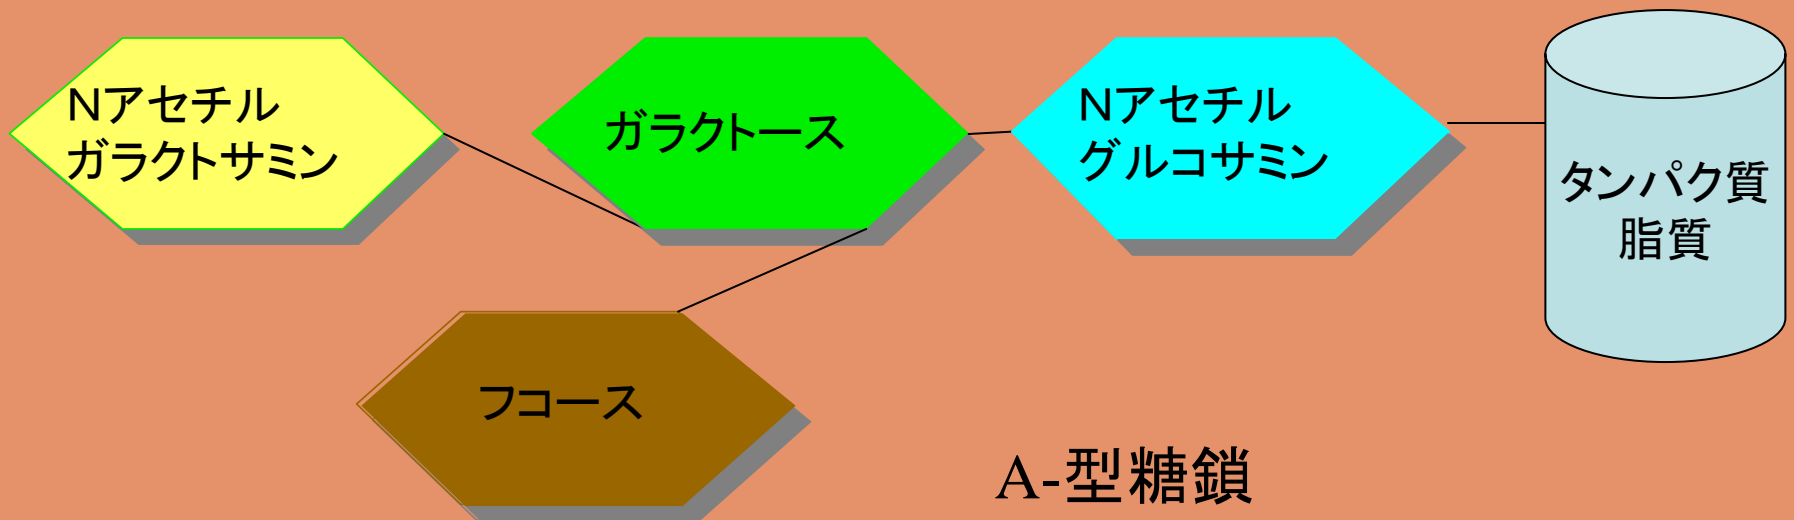 Nアセチル
ガラクトサミン
ガラクトース
Nアセチル
グルコサミン
タンパク質
脂質
フコース
A-型糖鎖